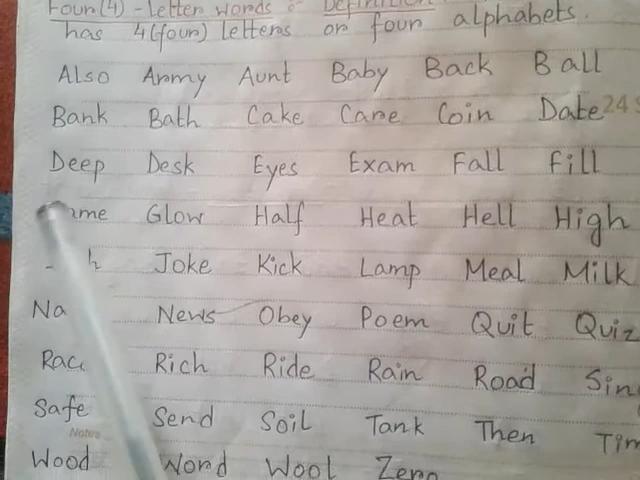 Four(4)-Letter words :- Definition
has 4(four) letters or four alphabets.
Also Army Aunt Baby Back Ball
Bank Bath Cake Care Coin Date
Deep Desk Eyes Exam Fall Fill
Glow Half Heat Hell High
Joke Kick Lamp Meal Milk
News Obey Poem Quit Quiz
Rich Ride Rain Road
Safe Send Soil Tank Then
Notes
Wood Word Wool Zero